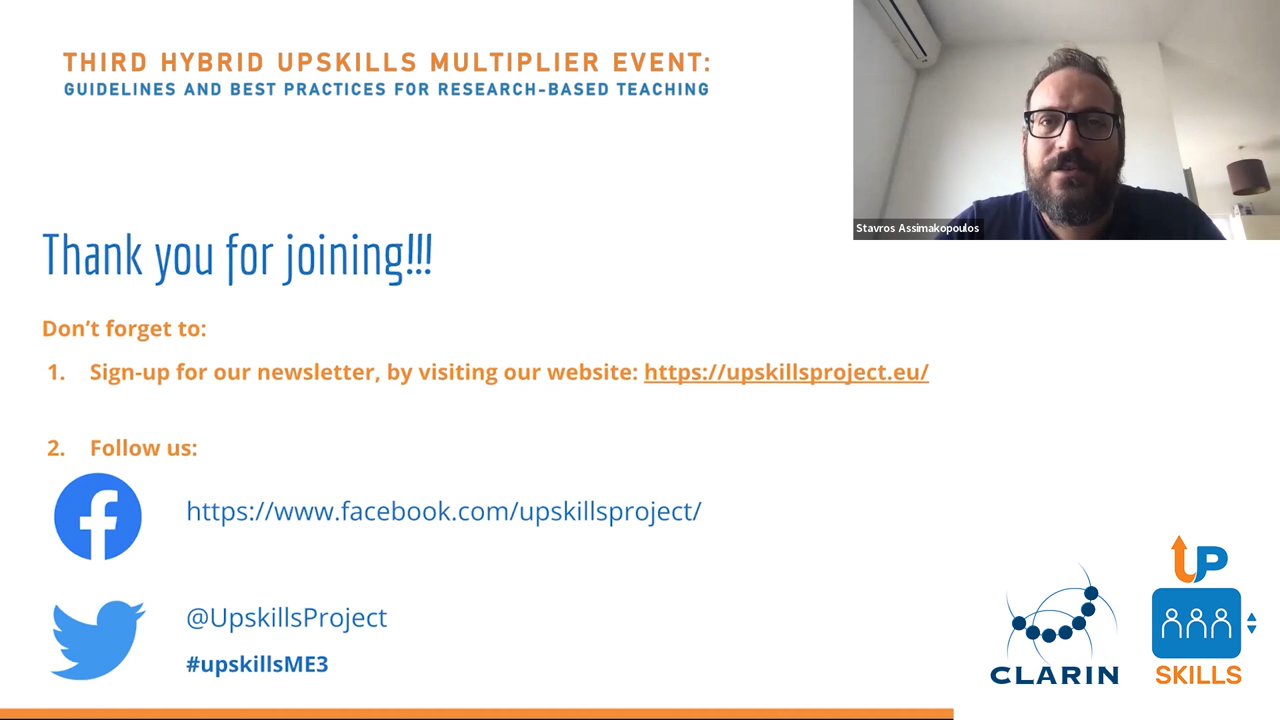 THIRD HYBRID UPSKILLS MULTIPLIER EVENT:
GUIDELINES AND BEST PRACTICES FOR RESEARCH-BASED TEACHING
Stavros Assimakopoulos
Thank you for joining!!!
Don't forget to:
1. Sign-up for our newsletter, by visiting our website: https://upskillsproject.eu/
2. Follow us:
https://www.facebook.com/upskillsproject/
@UpskillsProject
#upskillsME3
CLARIN
UP
SKILLS